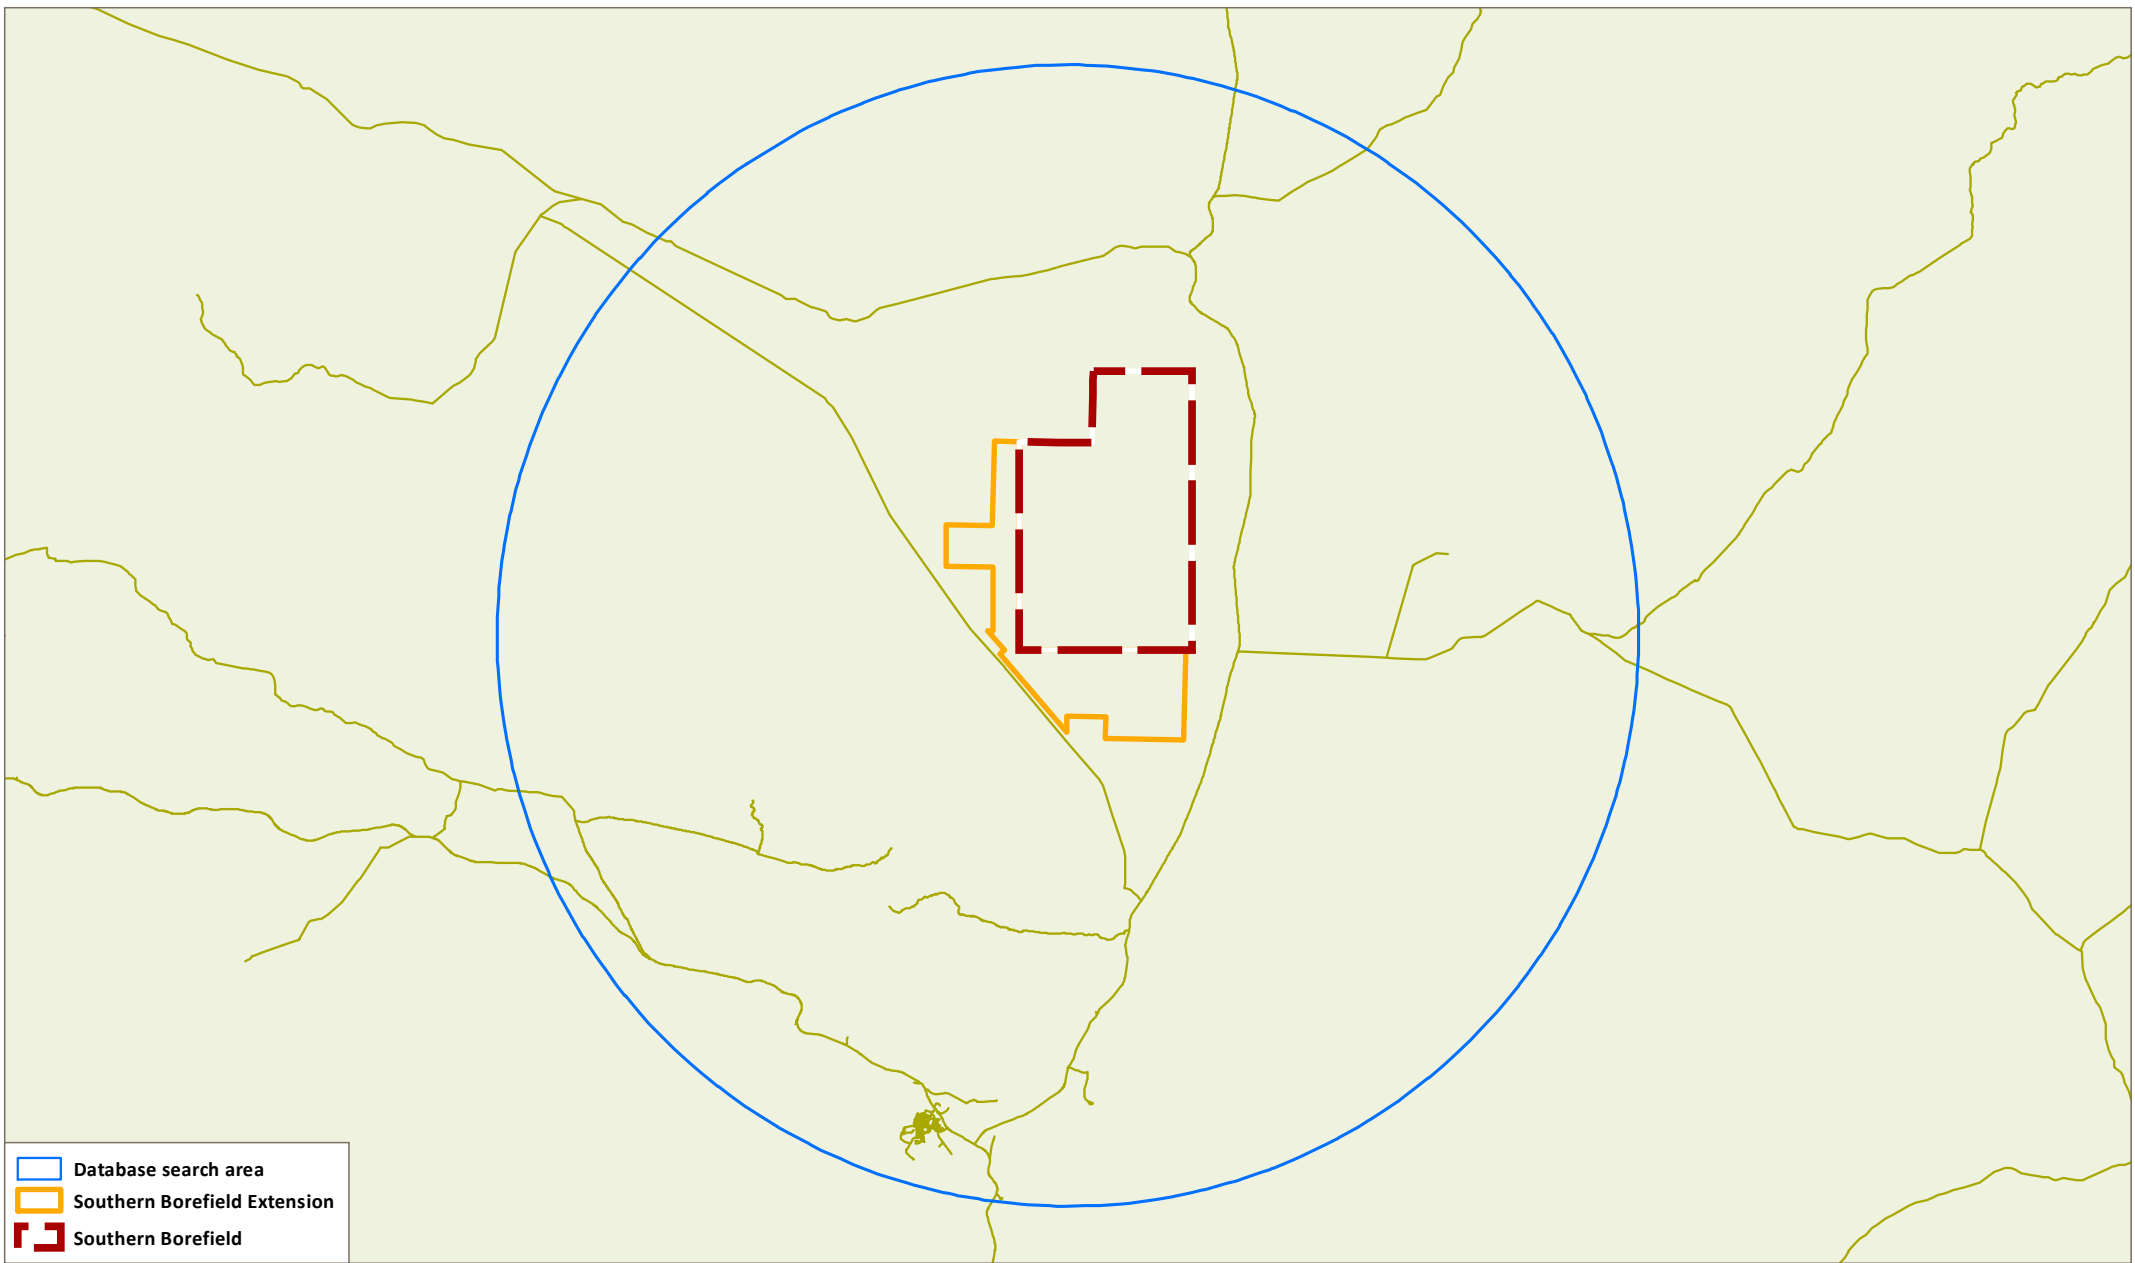 Database search area
Southern Borefield Extension
Southern Borefield